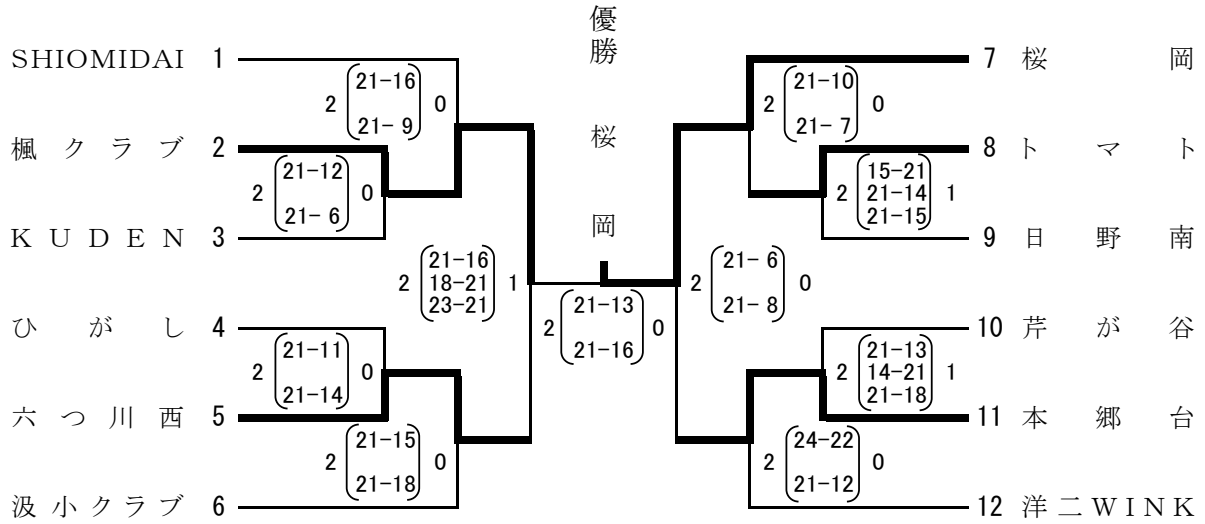 優勝 桜岡
SHIOMIDAI 1
2 21-16 0
21- 9
楓クラブ 2
2 21-12 0
21- 6
KUDEN 3
2 21-16 1
18-21
23-21
ひがし 4
2 21-11 0
21-14
六つ川西 5
2 21-15 0
21-18
汲小クラブ 6
2 21-13 0
21-16
7 桜岡
2 21-10 0
21- 7
8 トマト
2 15-21 1
21-14
21-15
9 日野南
2 21- 6 0
21- 8
10 芹が谷
2 21-13 1
14-21
21-18
11 本郷台
2 24-22 0
21-12
12 洋二WINK